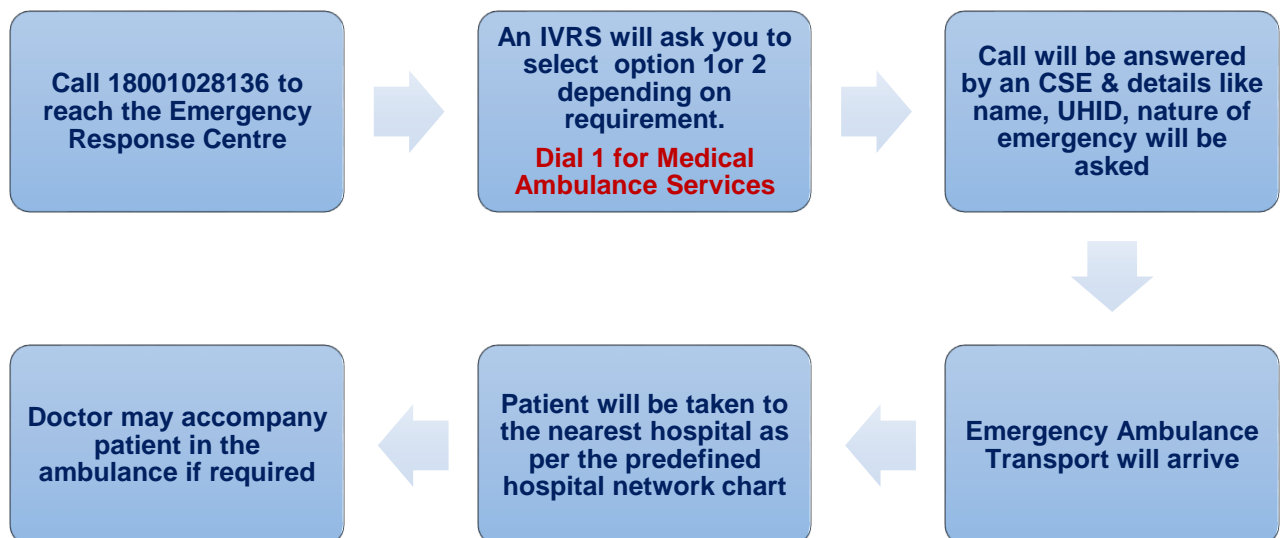 Call 18001028136 to
reach the Emergency
Response Centre
An IVRS will ask you to
select option 1or 2
depending on
requirement.
Dial 1 for Medical
Ambulance Services
Call will be answered
by an CSE & details like
name, UHID, nature of
emergency will be
asked
Emergency Ambulance
Transport will arrive
Patient will be taken to
the nearest hospital as
per the predefined
hospital network chart
Doctor may accompany
patient in the
ambulance if required